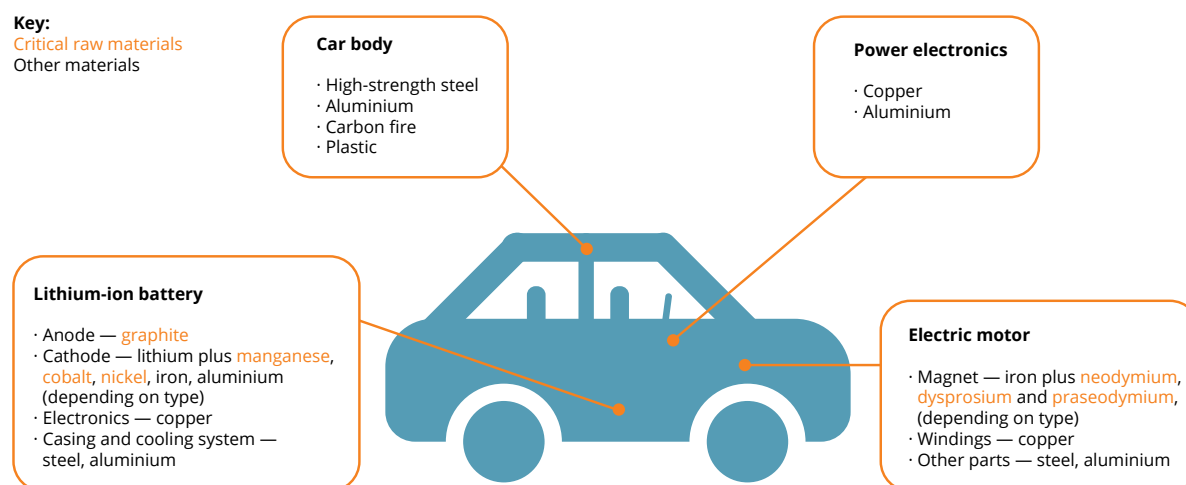 Key:
Critical raw materials
Other materials
Car body
· High-strength steel
· Aluminium
· Carbon fire
· Plastic
Power electronics
· Copper
· Aluminium
Lithium-ion battery
· Anode — graphite
· Cathode — lithium plus manganese,
cobalt, nickel, iron, aluminium
(depending on type)
· Electronics — copper
· Casing and cooling system —
steel, aluminium
Electric motor
· Magnet — iron plus neodymium,
dysprosium and praseodymium,
(depending on type)
· Windings — copper
· Other parts — steel, aluminium